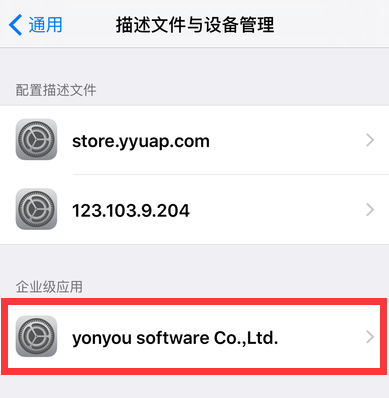 通用
描述文件与设备管理
配置描述文件
store.yyuap.com
123.103.9.204
企业级应用
yonyou software Co.,Ltd.